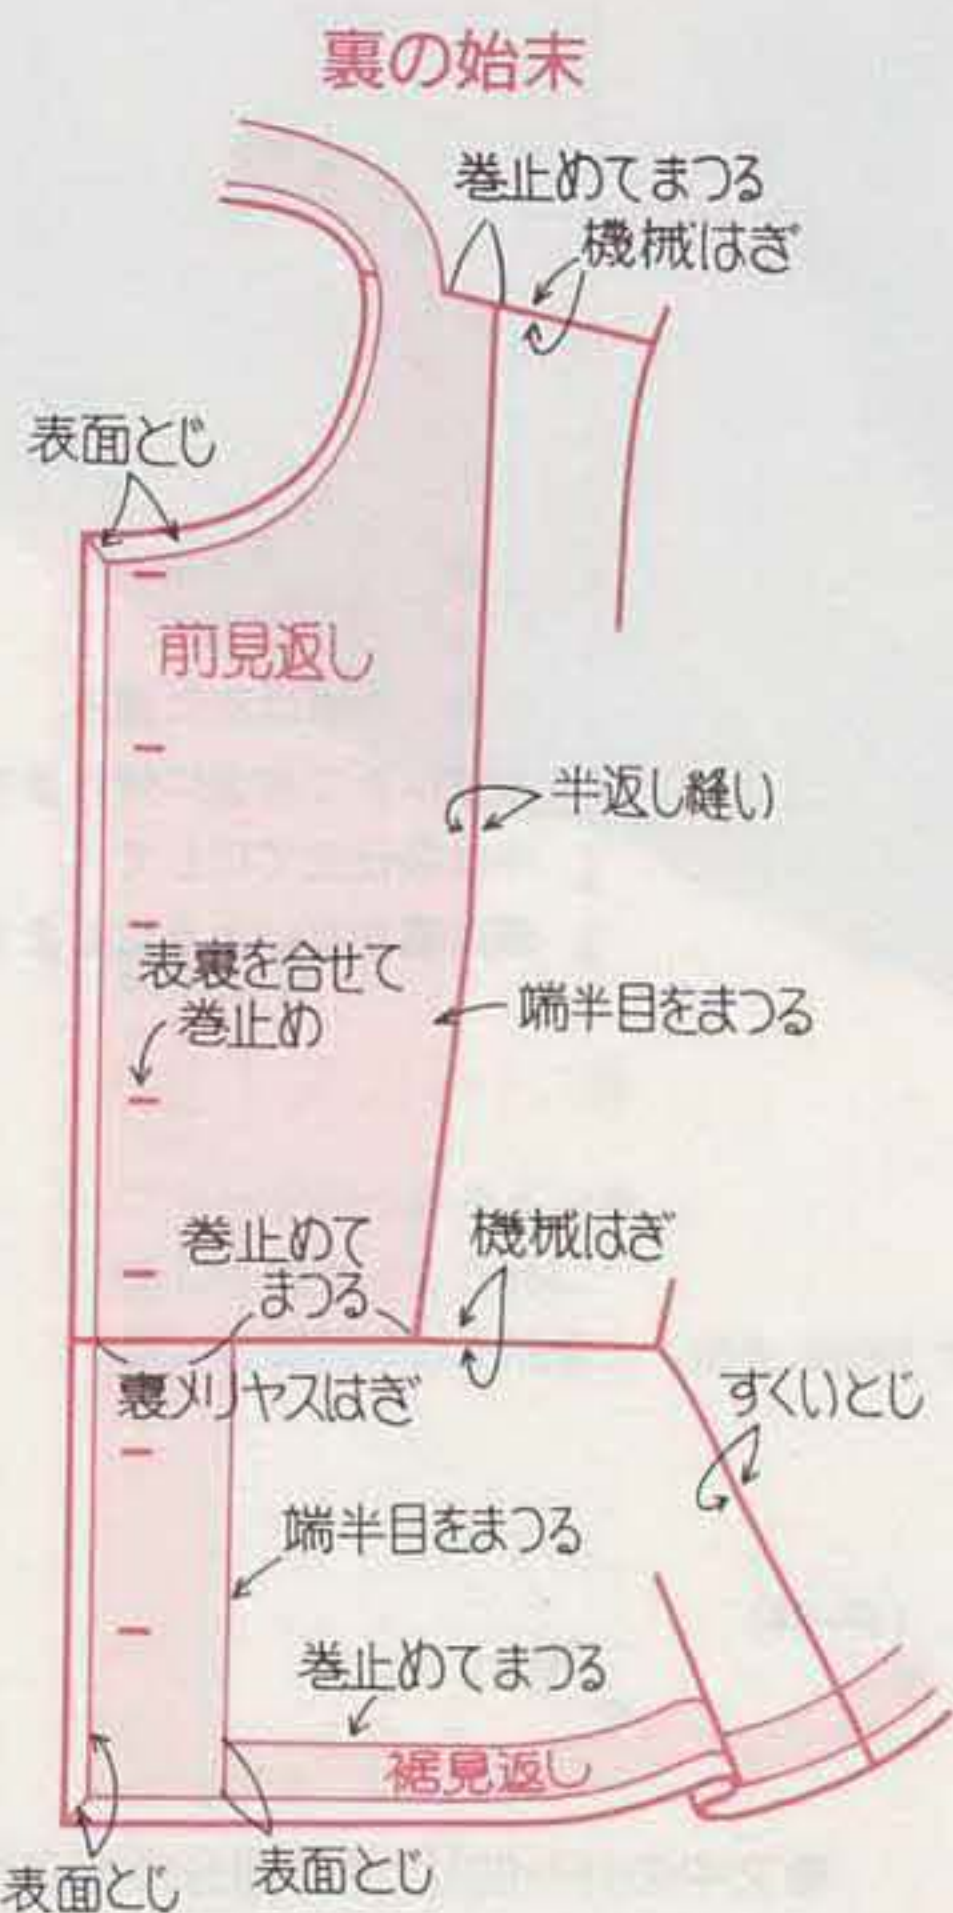 裏の始末
巻止めてまつる
機械はぎ
表面とじ
前見返し
半返し縫い
表裏を合せて
巻止め
端半目をまつる
巻止めて
まつる
機械はぎ
裏メリヤスはぎ
すくいとじ
端半目をまつる
巻止めてまつる
裾見返し
表面とじ
表面とじ